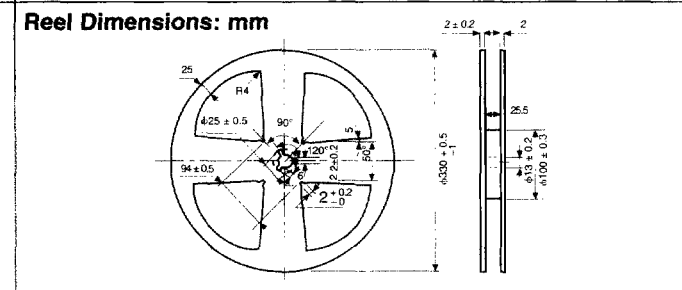 Reel Dimensions: mm
2 ± 0.2
2
25
R4
ϕ25 ± 0.5
90°
5
25.5
120°
2.2±0.2
50°
6
94±0.5
2 +0.2 −0
ϕ330 +0.5 −1
ϕ13 ± 0.2
ϕ100 ± 0.3